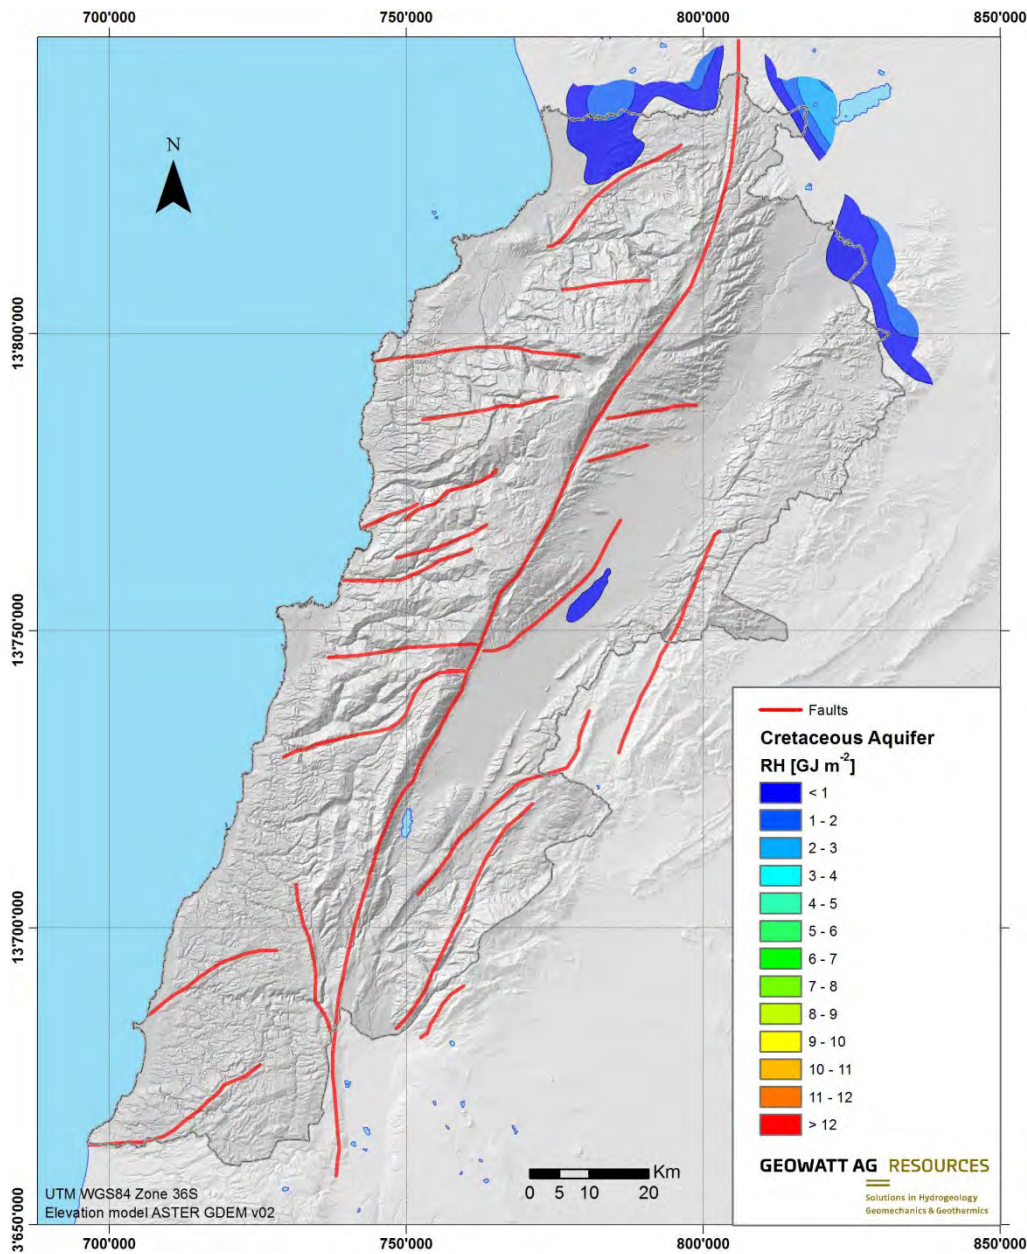 700'000
750'000
800'000
850'000
N
13'800'000
13'750'000
13'700'000
3'650'000
Faults
Cretaceous Aquifer
RH [GJ m⁻²]
< 1
1 - 2
2 - 3
3 - 4
4 - 5
5 - 6
6 - 7
7 - 8
8 - 9
9 - 10
10 - 11
11 - 12
> 12
GEOWATT AG RESOURCES
Solutions in Hydrogeology
Geomechanics & Geothermics
Km
0 5 10 20
UTM WGS84 Zone 36S
Elevation model ASTER GDEM v02
700'000
750'000
800'000
850'000